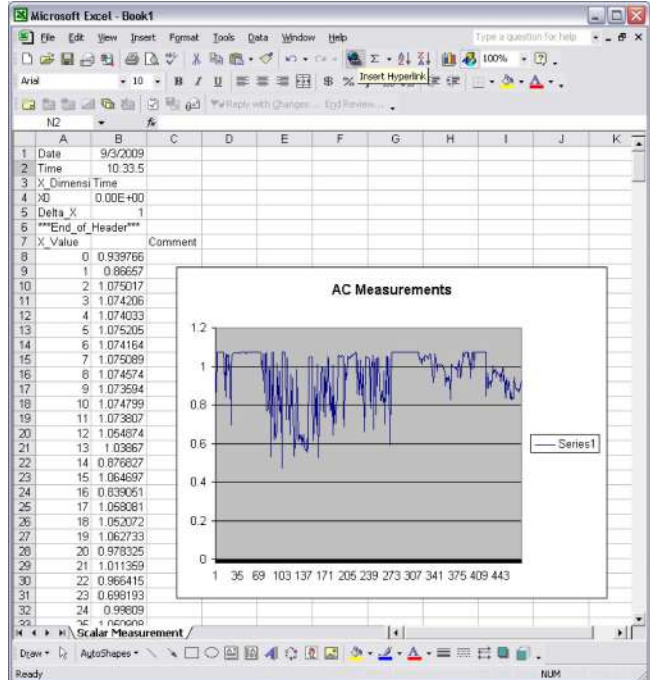 Microsoft Excel - Book1
File Edit View Insert Format Tools Data Window Help Type a question for help
Σ 100%
Arial 10 B I U $ %
Insert Hyperlink
Reply with Changes... End Review...
N2 fx
A B C D E F G H I J K
1 Date 9/3/2009
2 Time 10:33.5
3 X_Dimensi Time
4 X0 0.00E+00
5 Delta_X 1
6 ***End_of_Header***
7 X_Value Comment
8 0 0.939766
9 1 0.86657
10 2 1.075017
11 3 1.074206
12 4 1.074033
13 5 1.075205
14 6 1.074164
15 7 1.075089
16 8 1.074574
17 9 1.073594
18 10 1.074799
19 11 1.073807
20 12 1.054874
21 13 1.03867
22 14 0.876827
23 15 1.064697
24 16 0.839051
25 17 1.058081
26 18 1.052072
27 19 1.062733
28 20 0.978325
29 21 1.011359
30 22 0.966415
31 23 0.698193
32 24 0.99809
AC Measurements
1.2
1
0.8
0.6
0.4
0.2
0
1 35 69 103 137 171 205 239 273 307 341 375 409 443
Series1
Scalar Measurement
Draw AutoShapes
Ready NUM